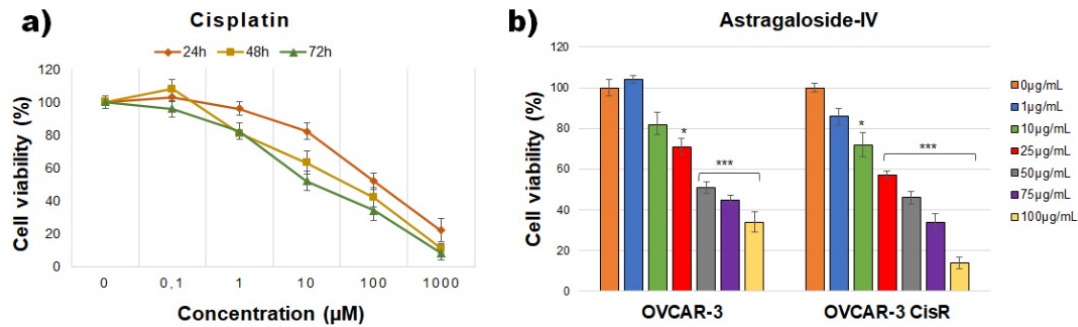 a)
Cisplatin
24h 48h 72h
Cell viability (%)
120
100
80
60
40
20
0
0 0,1 1 10 100 1000
Concentration (µM)
b)
Astragaloside-IV
Cell viability (%)
120
100
80
60
40
20
0
*
***
*
***
OVCAR-3 OVCAR-3 CisR
0µg/mL
1µg/mL
10µg/mL
25µg/mL
50µg/mL
75µg/mL
100µg/mL